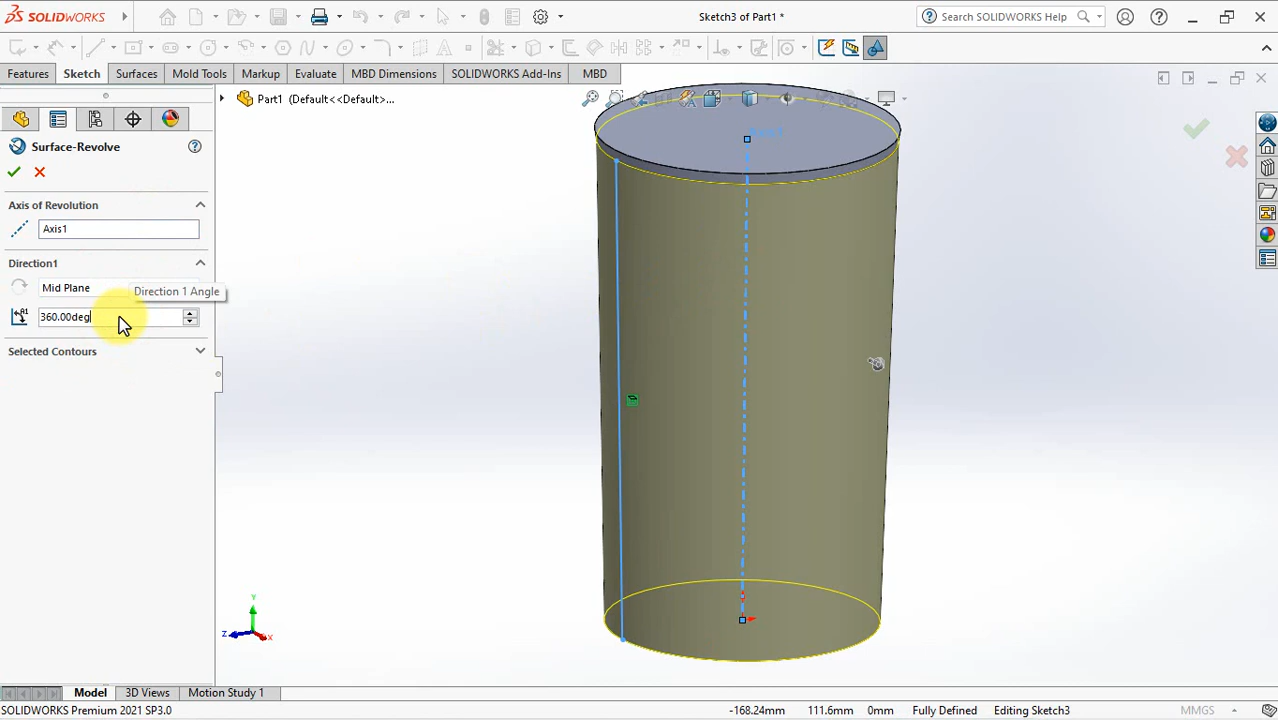 SOLIDWORKS
Sketch3 of Part1 *
Search SOLIDWORKS Help
Features
Sketch
Surfaces
Mold Tools
Markup
Evaluate
MBD Dimensions
SOLIDWORKS Add-Ins
MBD
Part1 (Default<<Default>...
Surface-Revolve
Axis of Revolution
Axis1
Direction1
Mid Plane
Direction 1 Angle
360.00deg
Selected Contours
Y
Z
X
Model
3D Views
Motion Study 1
SOLIDWORKS Premium 2021 SP3.0
-168.24mm
111.6mm
0mm
Fully Defined
Editing Sketch3
MMGS